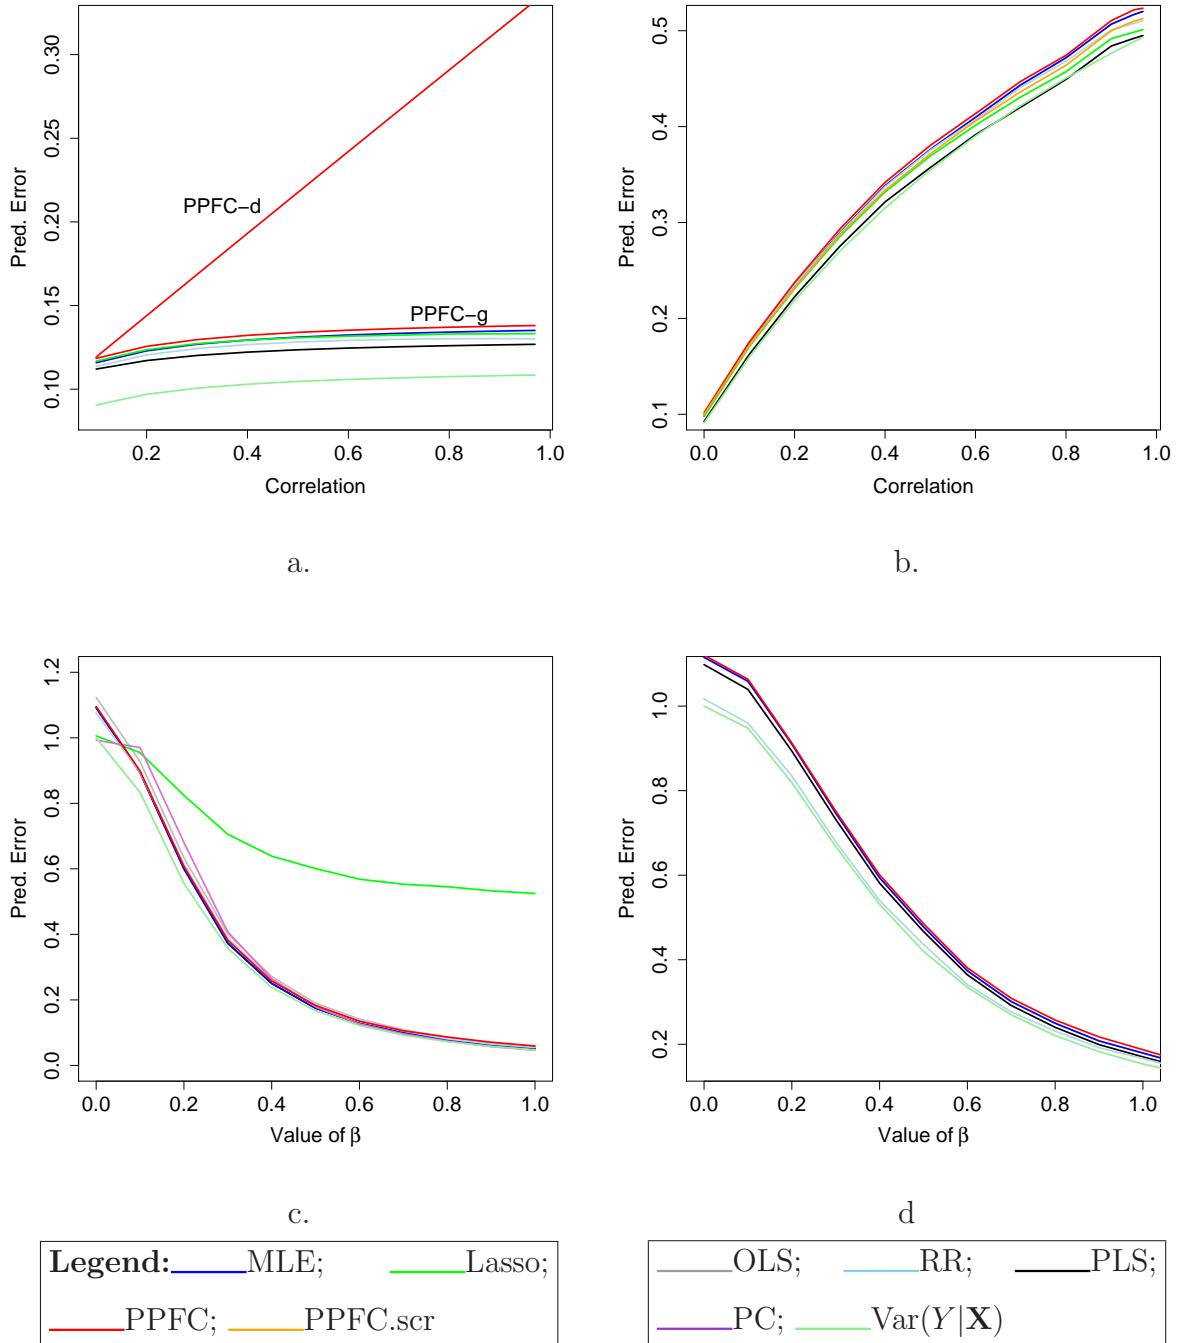 Pred. Error
0.30
0.25
0.20
0.15
0.10
PPFC−d
PPFC−g
0.2 0.4 0.6 0.8 1.0
Correlation
a.
Pred. Error
0.5
0.4
0.3
0.2
0.1
0.0 0.2 0.4 0.6 0.8 1.0
Correlation
b.
Pred. Error
1.2
1.0
0.8
0.6
0.4
0.2
0.0
0.0 0.2 0.4 0.6 0.8 1.0
Value of β
c.
Pred. Error
1.0
0.8
0.6
0.4
0.2
0.0 0.2 0.4 0.6 0.8 1.0
Value of β
d
Legend: MLE; Lasso;
PPFC; PPFC.scr
OLS; RR; PLS;
PC; Var(Y|X)